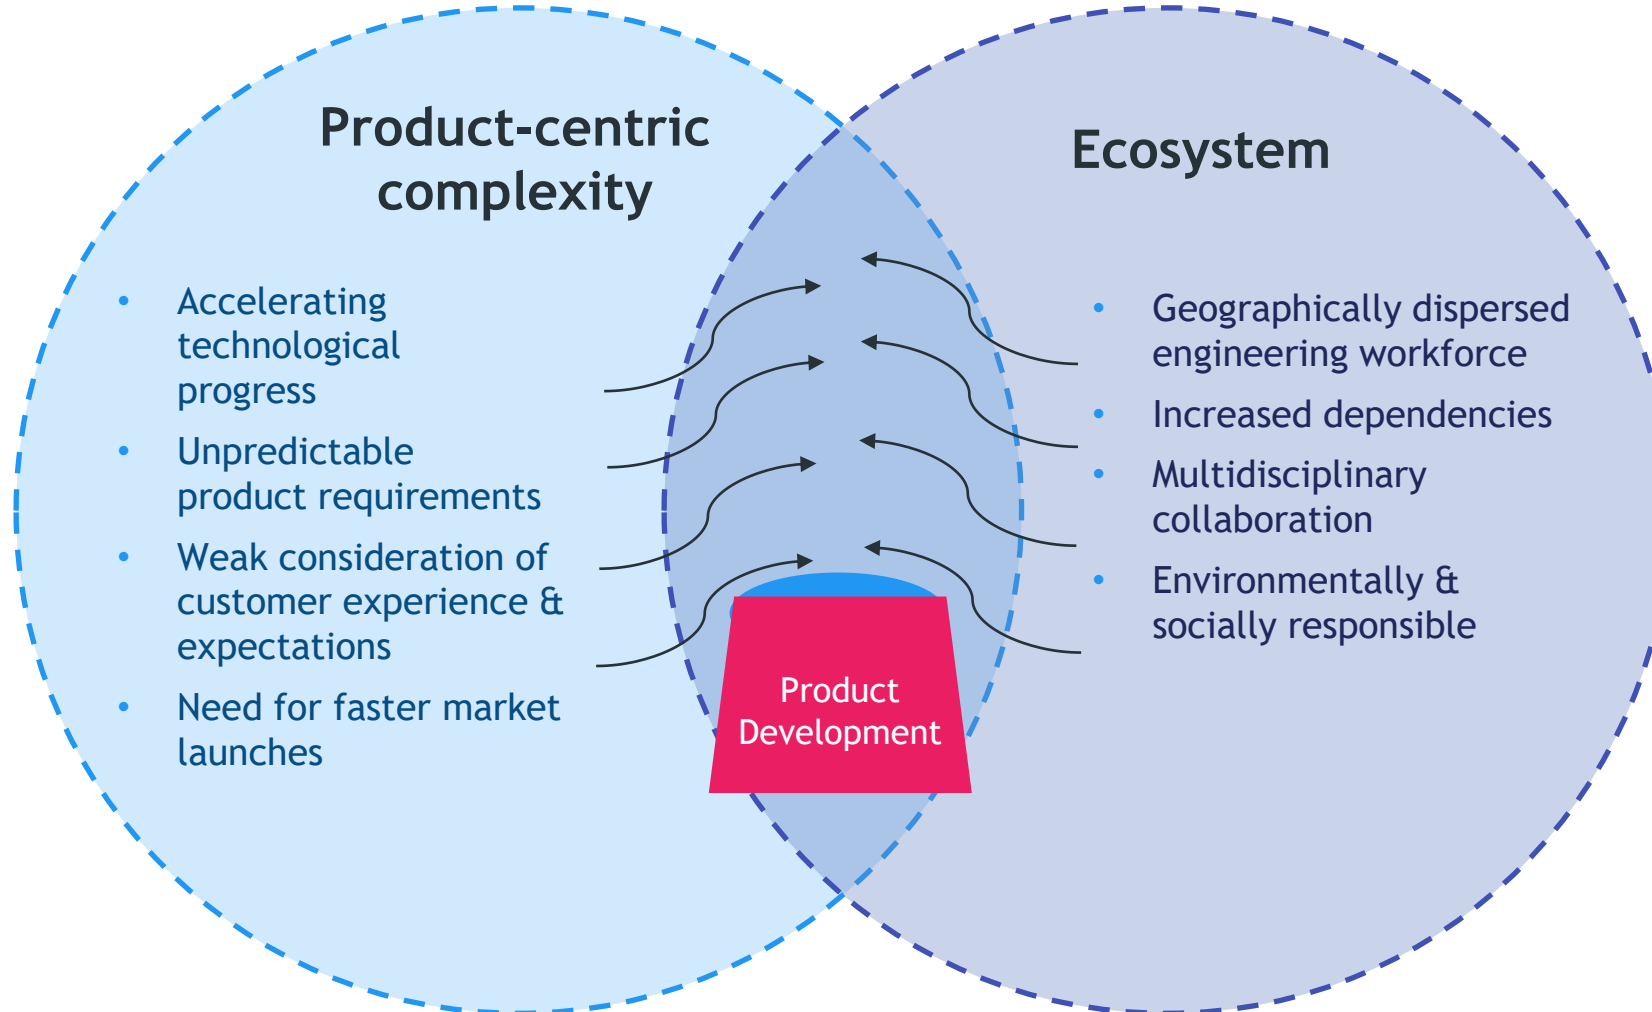 Product-centric
complexity
• Accelerating
technological
progress
• Unpredictable
product requirements
• Weak consideration of
customer experience &
expectations
• Need for faster market
launches
Ecosystem
• Geographically dispersed
engineering workforce
• Increased dependencies
• Multidisciplinary
collaboration
• Environmentally &
socially responsible
Product
Development